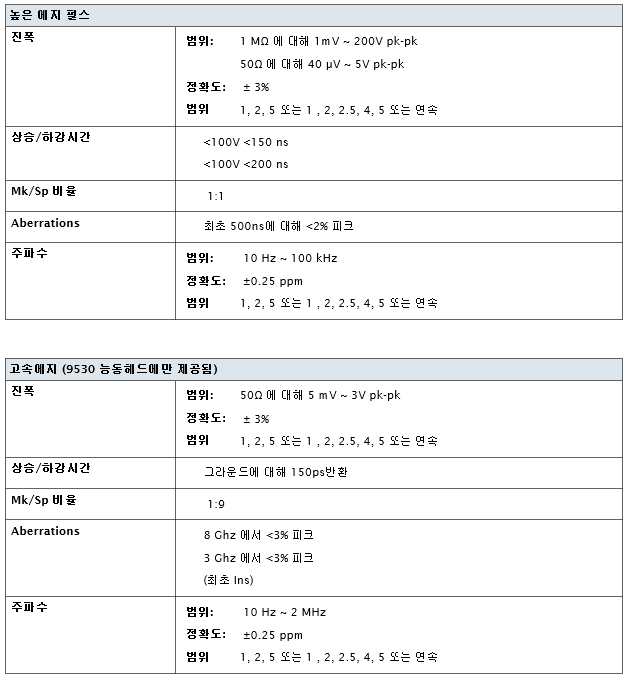 높은 에지 펄스
진폭
범위: 1 MΩ 에 대해 1mV ~ 200V pk-pk
50Ω 에 대해 40 µV ~ 5V pk-pk
정확도: ± 3%
범위 1, 2, 5 또는 1 , 2, 2.5, 4, 5 또는 연속
상승/하강시간
<100V <150 ns
<100V <200 ns
Mk/Sp 비율
1:1
Aberrations
최초 500ns에 대해 <2% 피크
주파수
범위: 10 Hz ~ 100 kHz
정확도: ±0.25 ppm
범위 1, 2, 5 또는 1 , 2, 2.5, 4, 5 또는 연속
고속에지 (9530 능동헤드에만 제공됨)
진폭
범위: 50Ω 에 대해 5 mV ~ 3V pk-pk
정확도: ± 3%
범위 1, 2, 5 또는 1 , 2, 2.5, 4, 5 또는 연속
상승/하강시간
그라운드에 대해 150ps반환
Mk/Sp 비율
1:9
Aberrations
8 Ghz 에서 <3% 피크
3 Ghz 에서 <3% 피크
(최초 Ins)
주파수
범위: 10 Hz ~ 2 MHz
정확도: ±0.25 ppm
범위 1, 2, 5 또는 1 , 2, 2.5, 4, 5 또는 연속